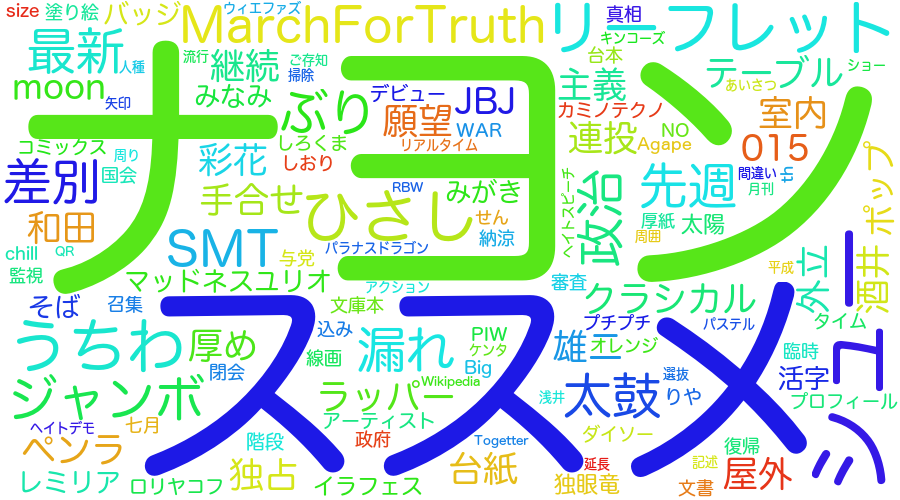 size 塗り絵 バッジ ウィエファズ MarchForTruth リーフレット 真相
最新 人種 流行 継続 ご存知 掃除 キンコーズ 台本 ショー
moon 矢印 みなみ ぶり デビュー JBJ 主義 テーブル あいさつ
ナヨン 願望 WAR カミノテクノ 連投 NO 室内
コミックス しろくま しおり リアルタイム Agape 015
差別 周り 国会 彩花 RBW みがき 先週 間違い 月刊 ポップ
和田 手合せ ひさし せん ヘイトスピーチ 政治 厚紙 太陽
chill QR SMT 与党 パラナスドラゴン 納涼 周囲 平成 外立 酒井
監視 マッドネスユリオ アクション 審査 クラシカル
そば 召集 文庫本 プチプチ パステル タイム
ススメ ユーッ
うちわ 厚め 込み 漏れ PIW ケンタ 雄一 オレンジ 臨時
閉会 線画 Big 選抜 活字
ジャンボ ラッパー Wikipedia 浅井 太鼓 りや プロフィール
ヘイトデモ 七月 アーティスト
ペンラ 階段 政府 Togetter ダイソー 復帰
レミリア 独占 台紙 延長 記述 屋外
ロリヤコフ イラフェス 独眼竜 文書